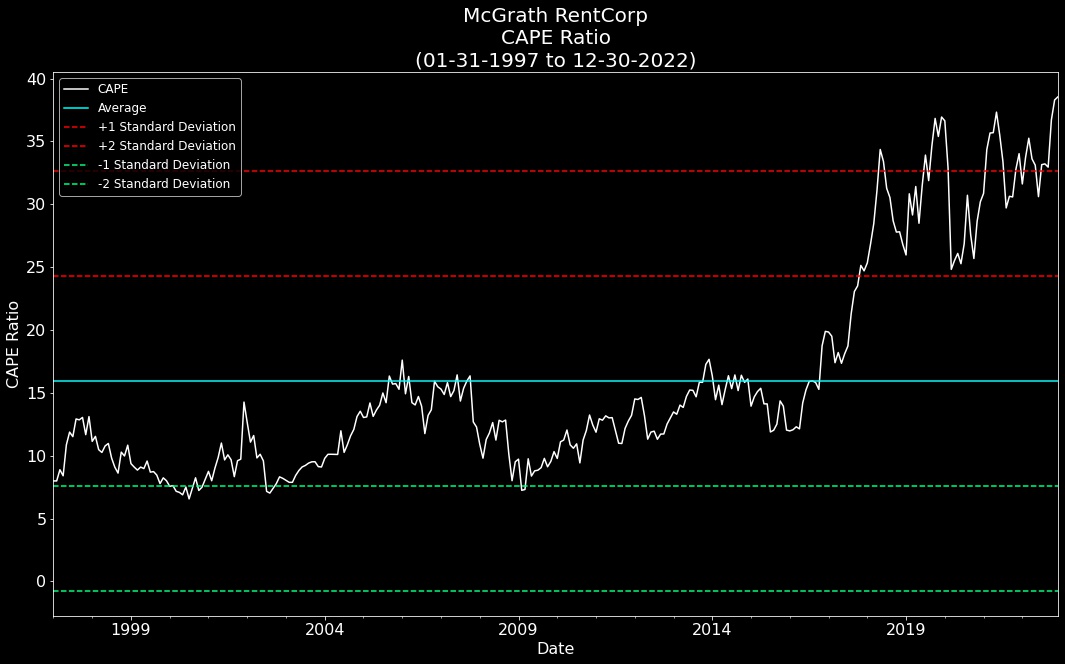 McGrath RentCorp
CAPE Ratio
(01-31-1997 to 12-30-2022)
CAPE
Average
+1 Standard Deviation
+2 Standard Deviation
-1 Standard Deviation
-2 Standard Deviation
40
35
30
25
20
15
10
5
0
CAPE Ratio
1999
2004
2009
2014
2019
Date